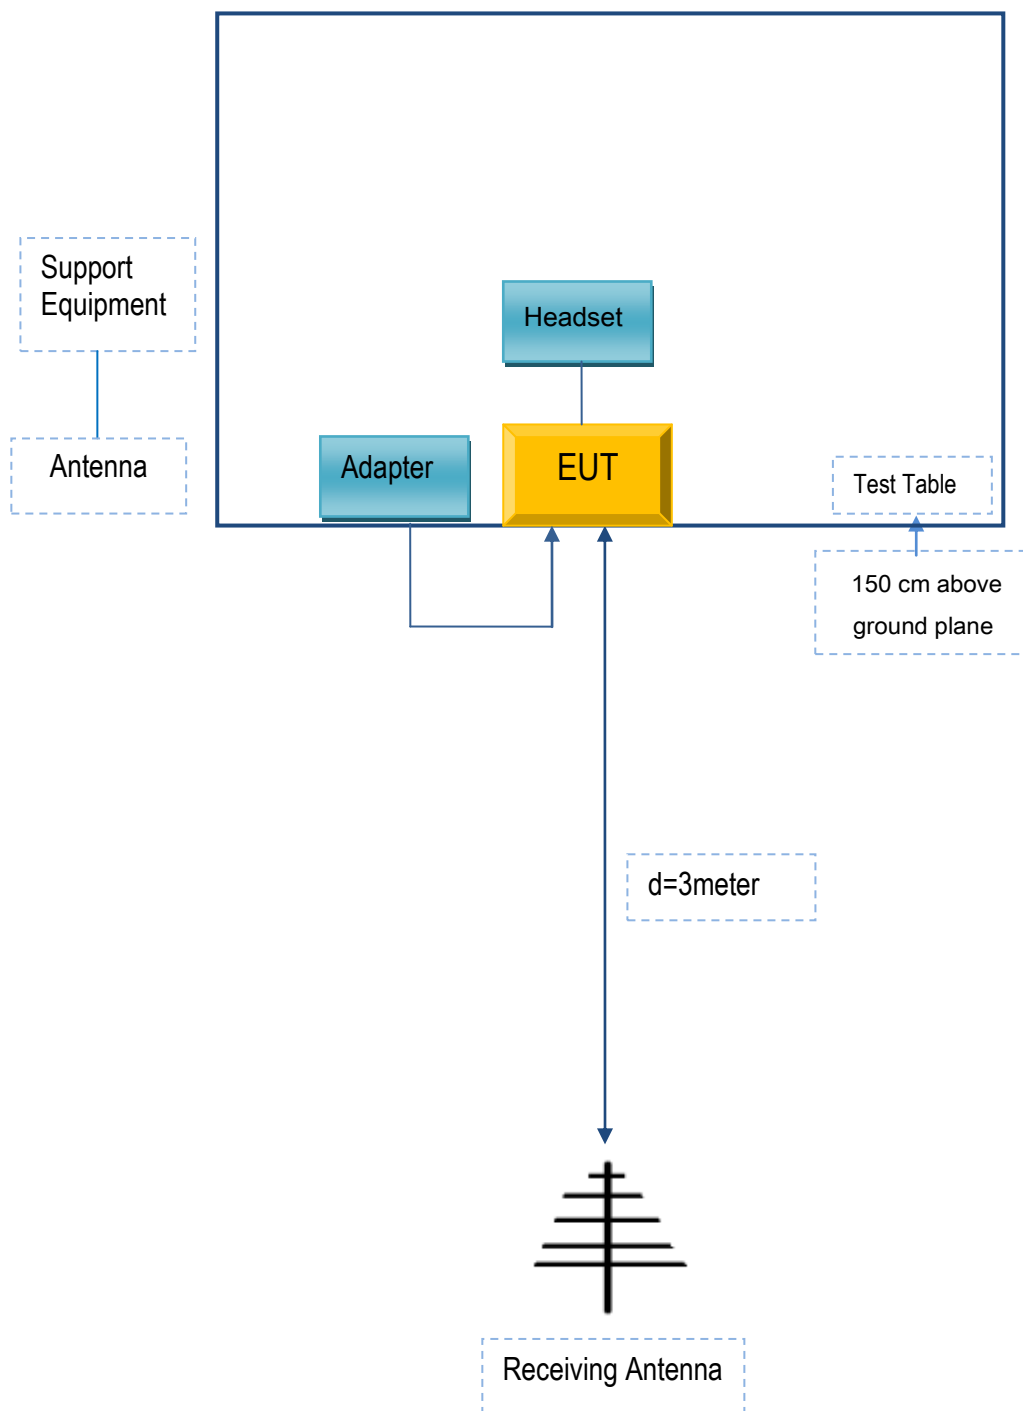 Support
Equipment
Antenna
Headset
Adapter
EUT
Test Table
150 cm above
ground plane
d=3meter
Receiving Antenna